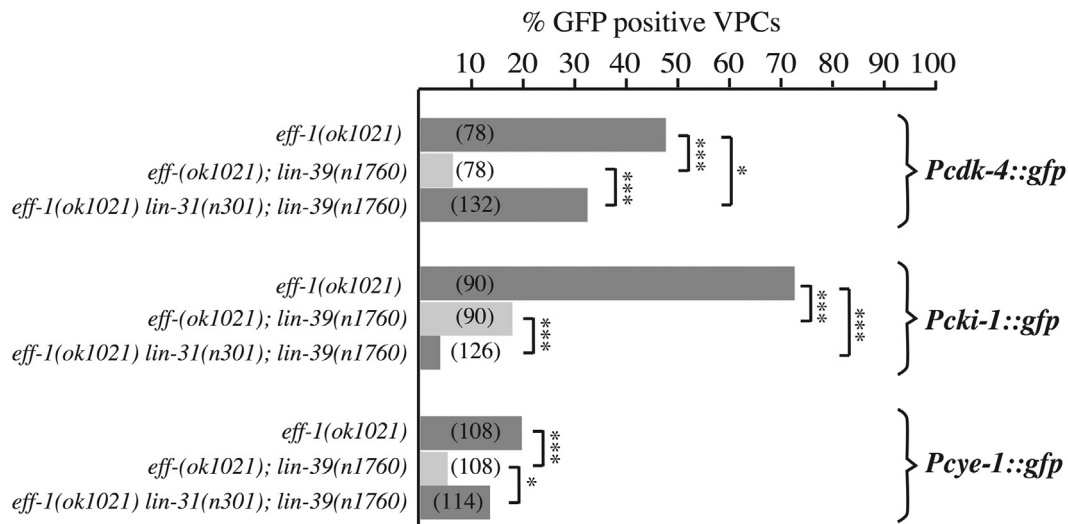 % GFP positive VPCs
10 20 30 40 50 60 70 80 90 100
eff-1(ok1021) (78)
eff-(ok1021); lin-39(n1760) (78)
eff-1(ok1021) lin-31(n301); lin-39(n1760) (132)
*** *** *
Pcdk-4::gfp
eff-1(ok1021) (90)
eff-(ok1021); lin-39(n1760) (90)
eff-1(ok1021) lin-31(n301); lin-39(n1760) (126)
*** *** ***
Pcki-1::gfp
eff-1(ok1021) (108)
eff-(ok1021); lin-39(n1760) (108)
eff-1(ok1021) lin-31(n301); lin-39(n1760) (114)
*** *
Pcye-1::gfp